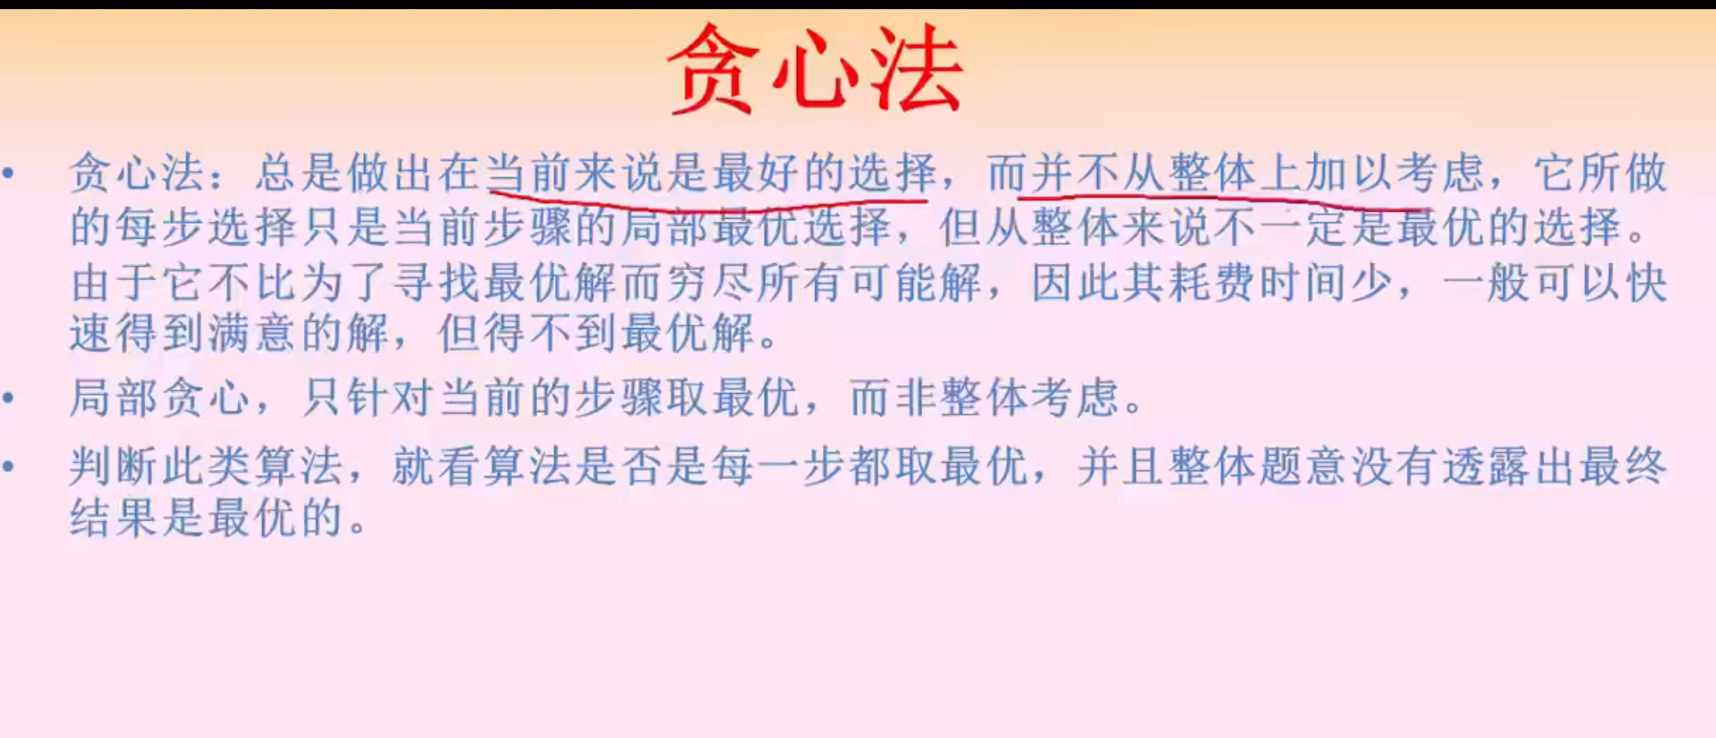 贪心法
• 贪心法：总是做出在当前来说是最好的选择，而并不从整体上加以考虑，它所做
的每步选择只是当前步骤的局部最优选择，但从整体来说不一定是最优的选择。
由于它不比为了寻找最优解而穷尽所有可能解，因此其耗费时间少，一般可以快
速得到满意的解，但得不到最优解。
• 局部贪心，只针对当前的步骤取最优，而非整体考虑。
• 判断此类算法，就看算法是否是每一步都取最优，并且整体题意没有透露出最终
结果是最优的。